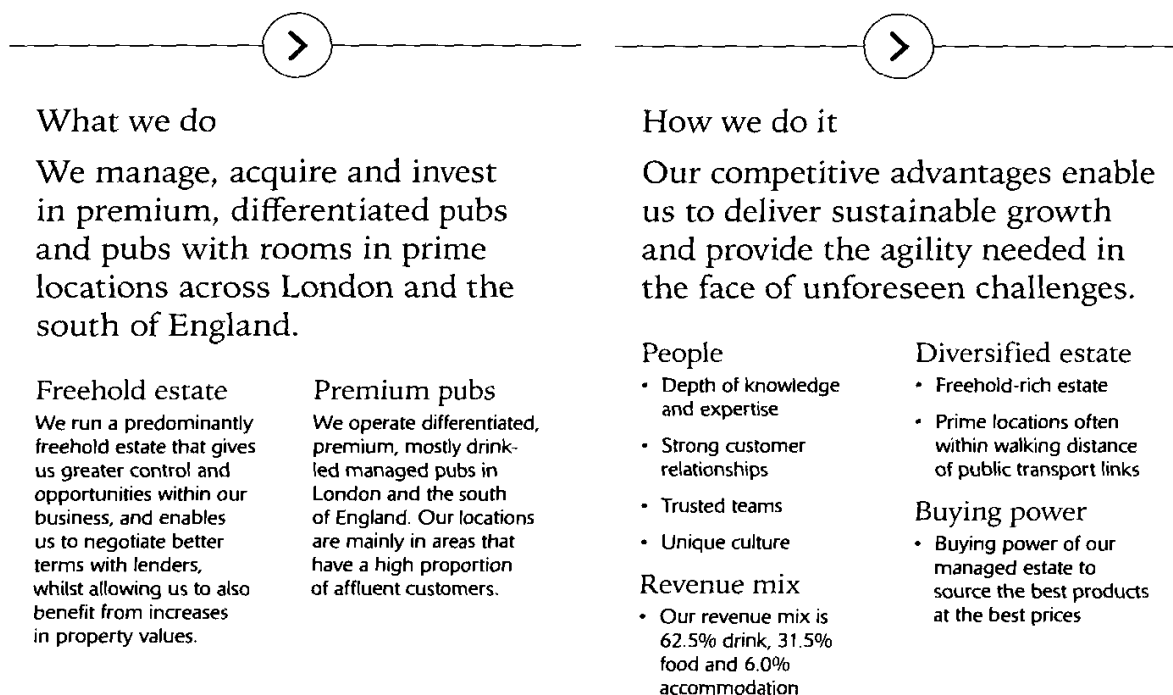 What we do
We manage, acquire and invest
in premium, differentiated pubs
and pubs with rooms in prime
locations across London and the
south of England.
Freehold estate
We run a predominantly
freehold estate that gives
us greater control and
opportunities within our
business, and enables
us to negotiate better
terms with lenders,
whilst allowing us to also
benefit from increases
in property values.
Premium pubs
We operate differentiated,
premium, mostly drink-
led managed pubs in
London and the south
of England. Our locations
are mainly in areas that
have a high proportion
of affluent customers.
How we do it
Our competitive advantages enable
us to deliver sustainable growth
and provide the agility needed in
the face of unforeseen challenges.
People
• Depth of knowledge
and expertise
• Strong customer
relationships
• Trusted teams
• Unique culture
Revenue mix
• Our revenue mix is
62.5% drink, 31.5%
food and 6.0%
accommodation
Diversified estate
• Freehold-rich estate
• Prime locations often
within walking distance
of public transport links
Buying power
• Buying power of our
managed estate to
source the best products
at the best prices